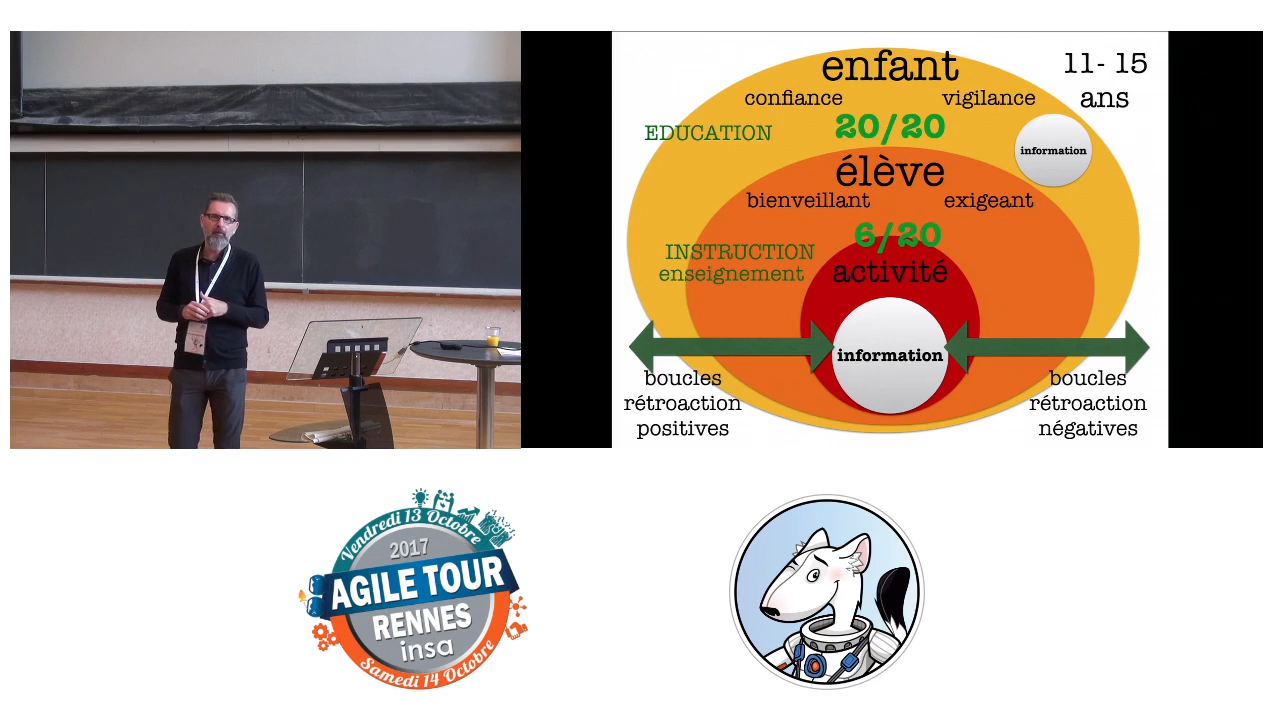 enfant
11- 15
ans
confiance
vigilance
EDUCATION
20/20
information
élève
bienveillant
exigeant
6/20
INSTRUCTION
enseignement
activité
information
boucles
rétroaction
positives
boucles
rétroaction
négatives
Vendredi 13 Octobre
2017
AGILE TOUR
RENNES
insa
Samedi 14 Octobre